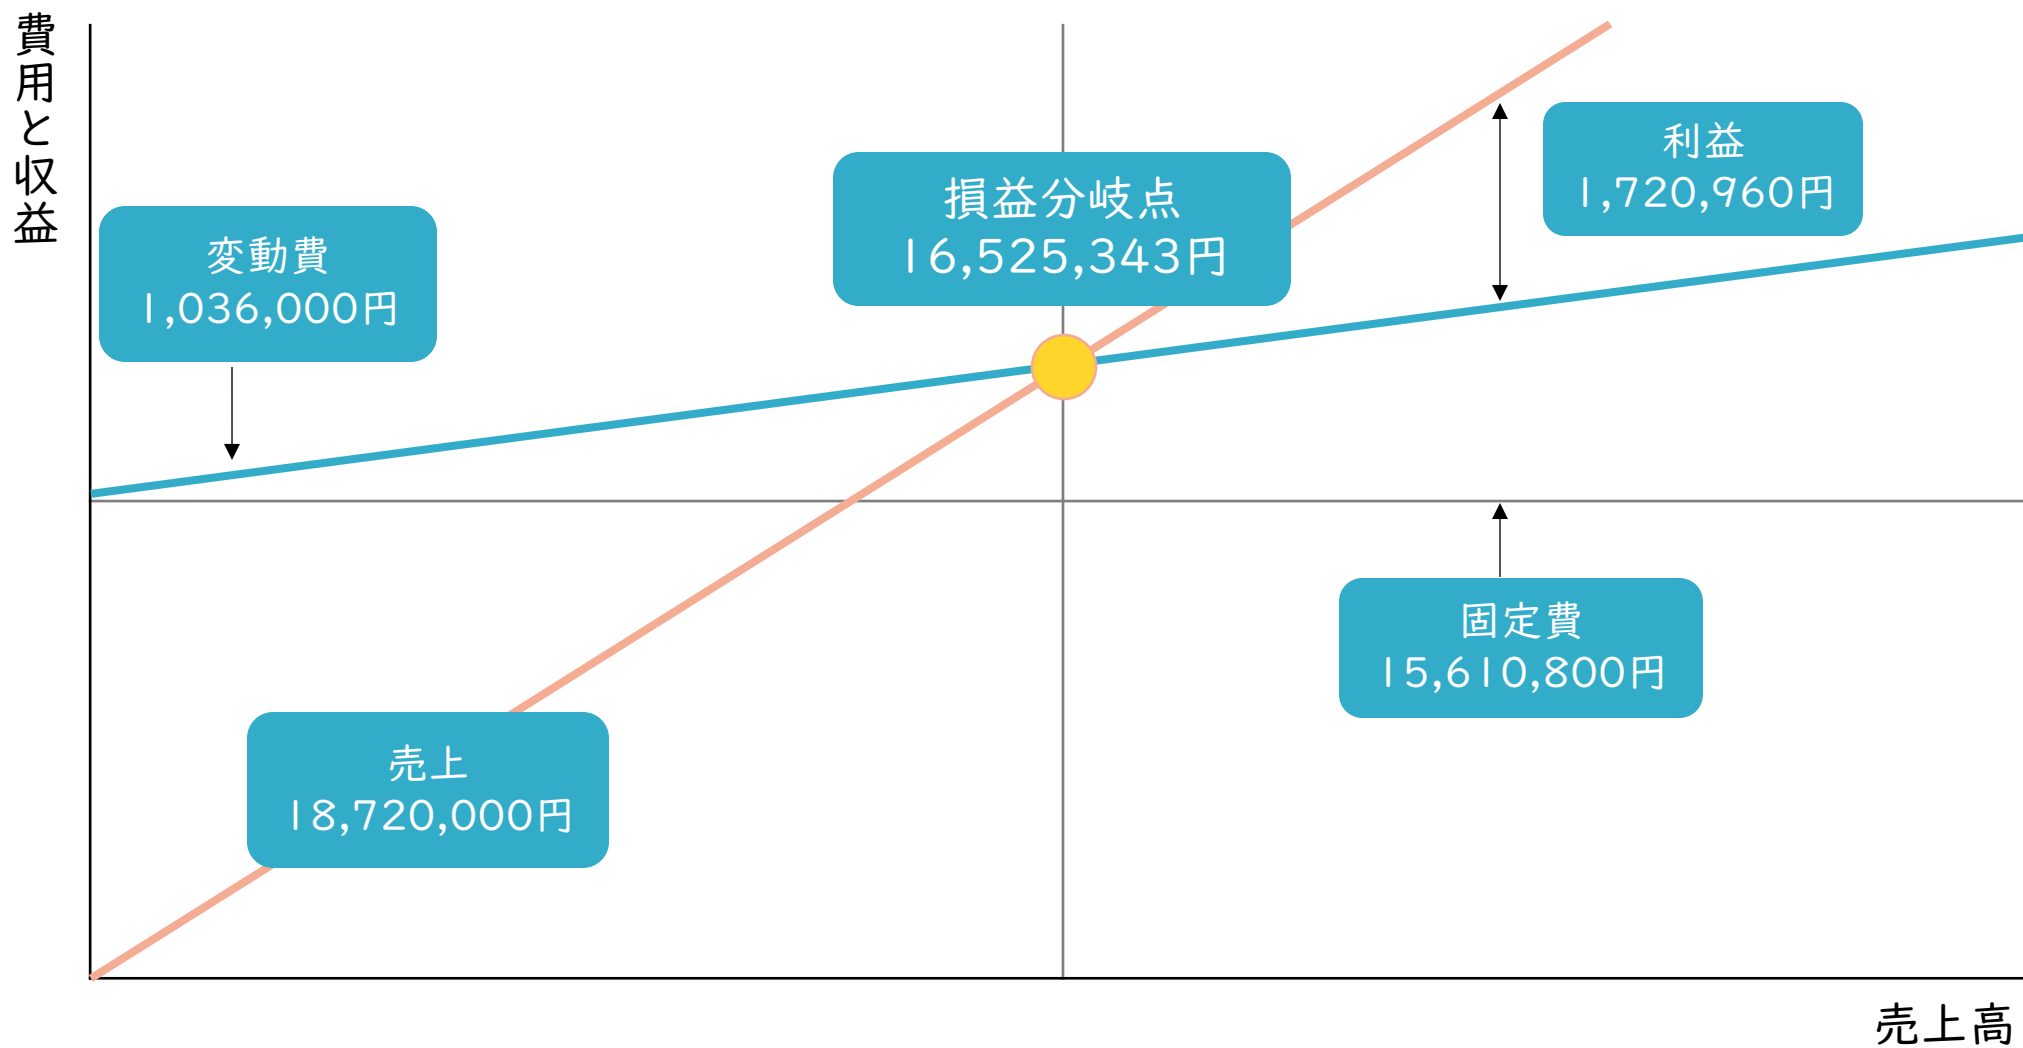 費用と収益
変動費
1,036,000円
損益分岐点
16,525,343円
利益
1,720,960円
固定費
15,610,800円
売上
18,720,000円
売上高